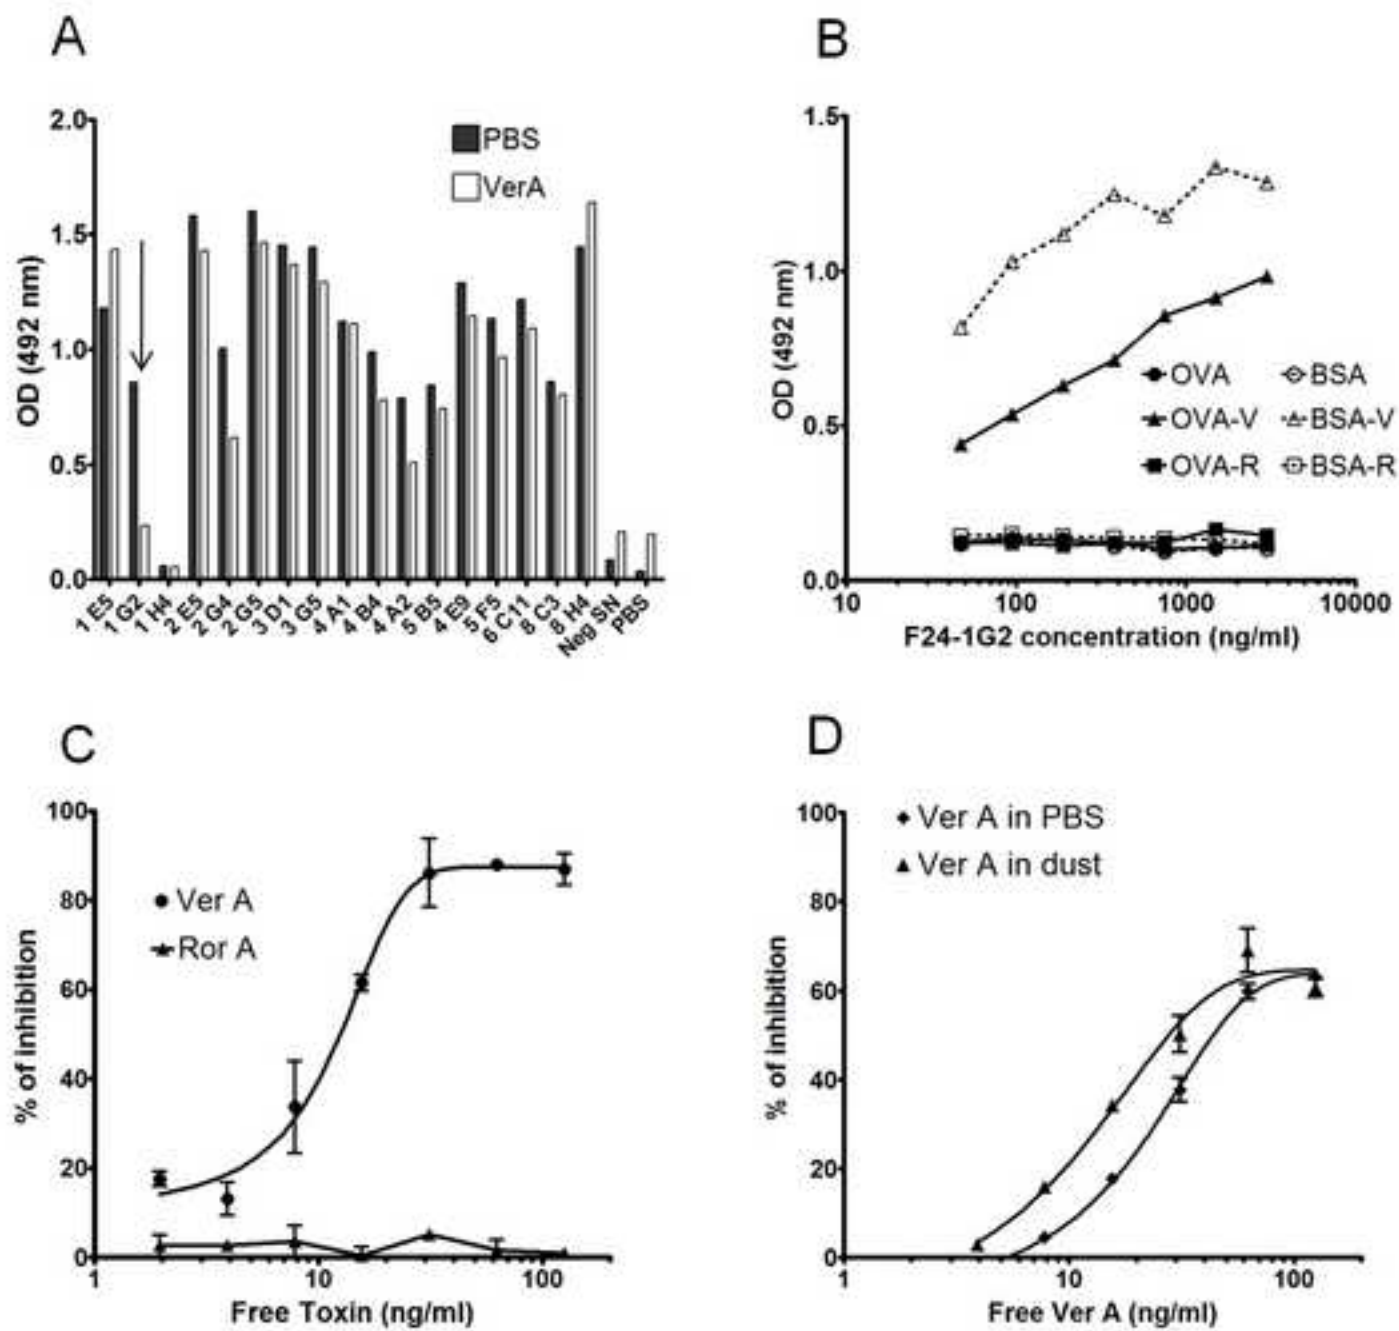 A
2.0
1.5
1.0
0.5
0.0
OD (492 nm)
PBS
VerA
1 E5
1 G2
1 H4
2 E5
2 G4
2 G5
3 D1
3 G5
4 A1
4 B4
4 A2
5 B5
4 E9
5 F5
6 C11
8 C3
8 H4
Neg SN
PBS
B
1.5
1.0
0.5
0.0
OD (492 nm)
OVA
BSA
OVA-V
BSA-V
OVA-R
BSA-R
10 100 1000 10000
F24-1G2 concentration (ng/ml)
C
100
80
60
40
20
0
% of inhibition
Ver A
Ror A
1 10 100
Free Toxin (ng/ml)
D
100
80
60
40
20
0
% of inhibition
Ver A in PBS
Ver A in dust
1 10 100
Free Ver A (ng/ml)